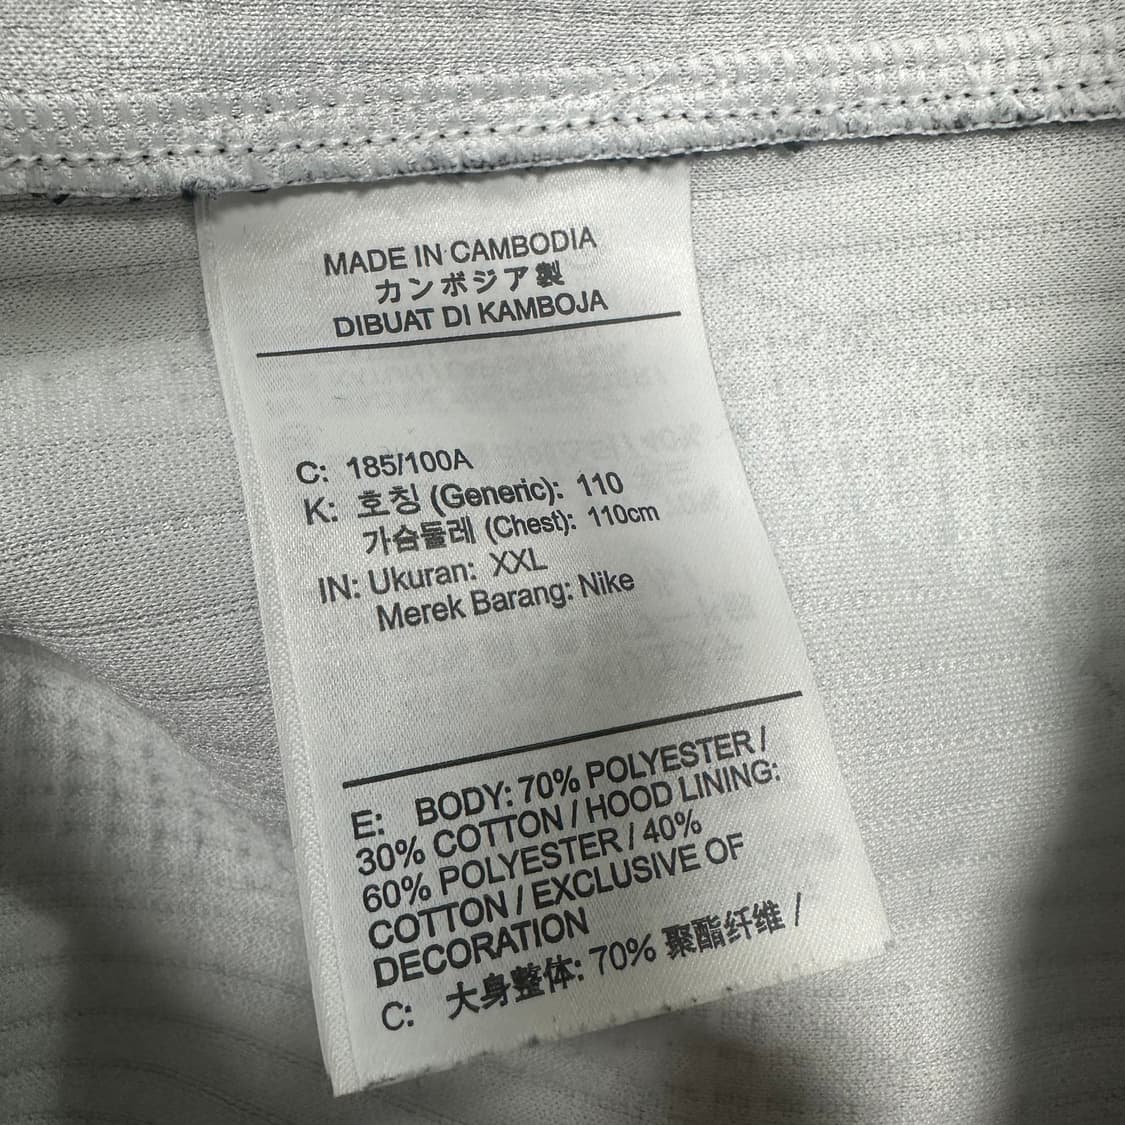 MADE IN CAMBODIA
カンボジア製
DIBUAT DI KAMBOJA
C: 185/100A
K: 호칭 (Generic): 110
가슴둘레 (Chest): 110cm
IN: Ukuran: XXL
Merek Barang: Nike
E: BODY: 70% POLYESTER /
30% COTTON / HOOD LINING:
60% POLYESTER / 40%
COTTON / EXCLUSIVE OF
DECORATION
C: 大身整体: 70% 聚酯纤维 /